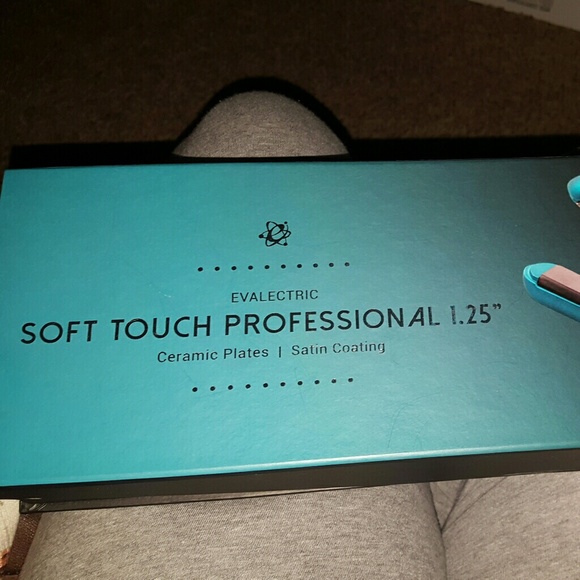 EVALECTRIC
SOFT TOUCH PROFESSIONAL 1.25"
Ceramic Plates | Satin Coating